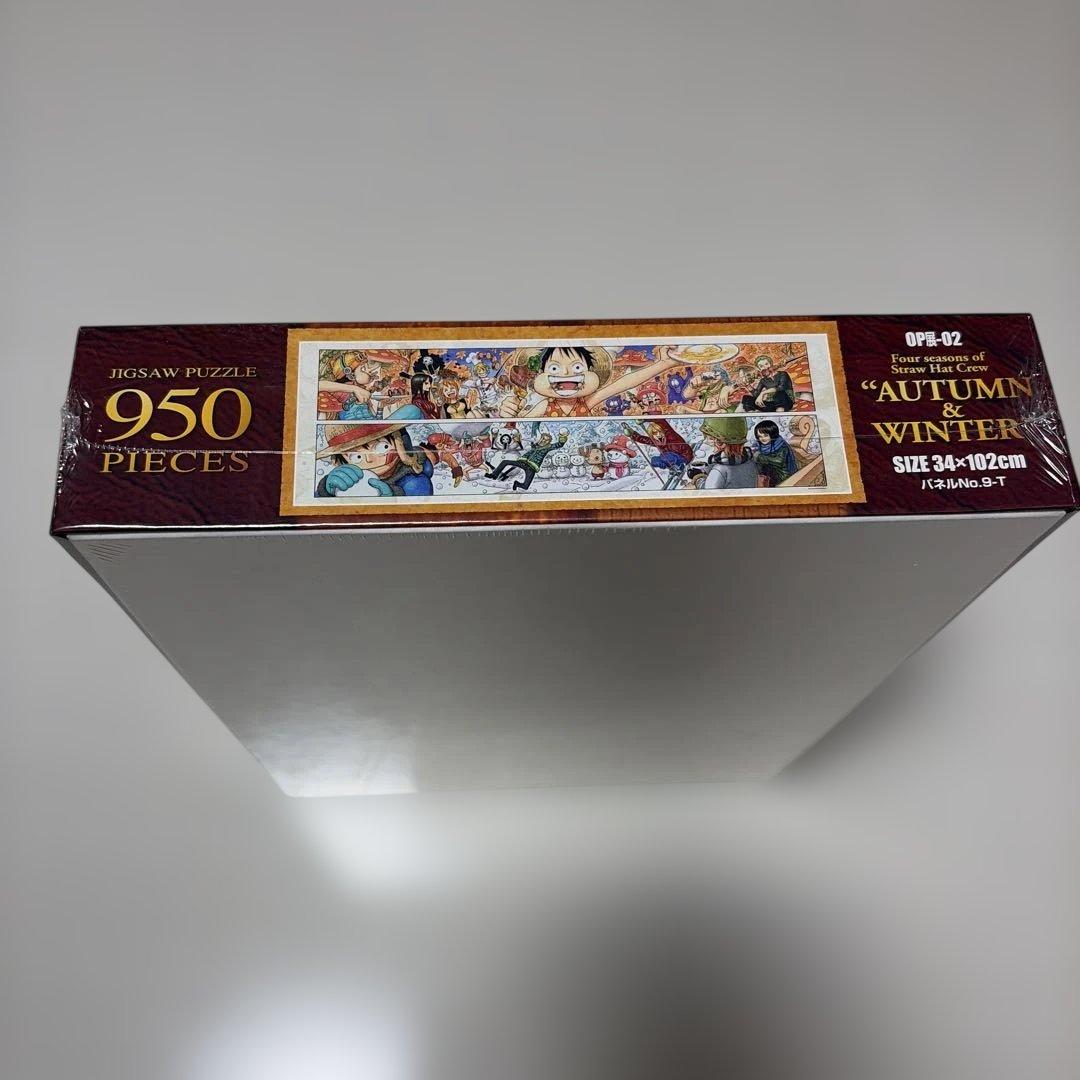 JIGSAW PUZZLE
950
PIECES
OP展-02
Four seasons of
Straw Hat Crew
“AUTUMN
&
WINTER
SIZE 34×102cm
パネルNo.9-T